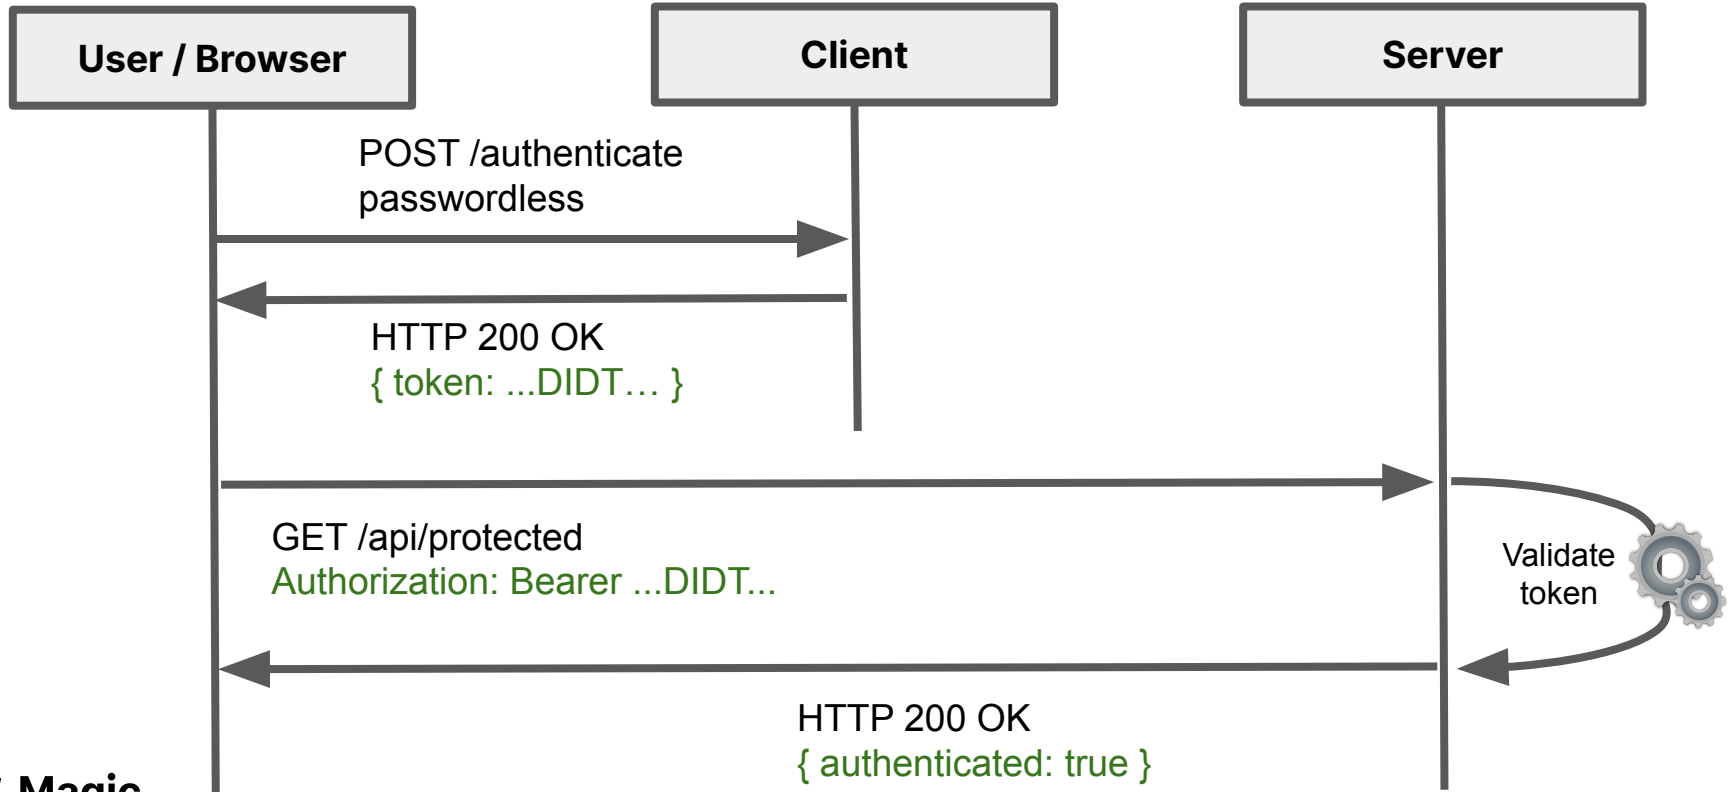 User / Browser
Client
Server
POST /authenticate
passwordless
HTTP 200 OK
{ token: ...DIDT… }
GET /api/protected
Authorization: Bearer ...DIDT...
Validate
token
HTTP 200 OK
{ authenticated: true }
Magic